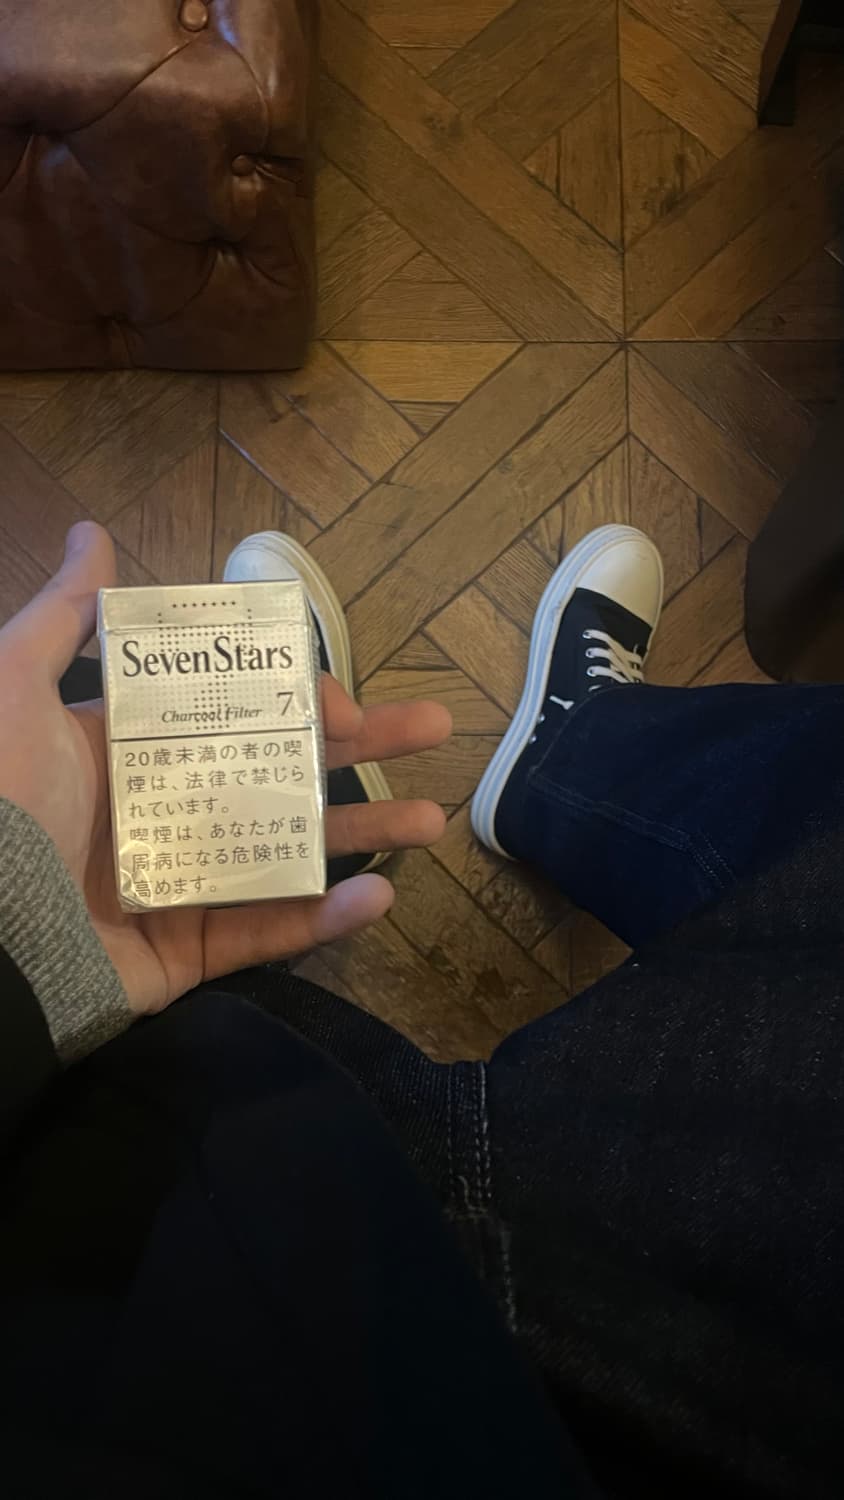 SevenStars
Charcoal Filter 7
20歳未満の者の喫
煙は、法律で禁じら
れています。
喫煙は、あなたが歯
周病になる危険性を
高めます。